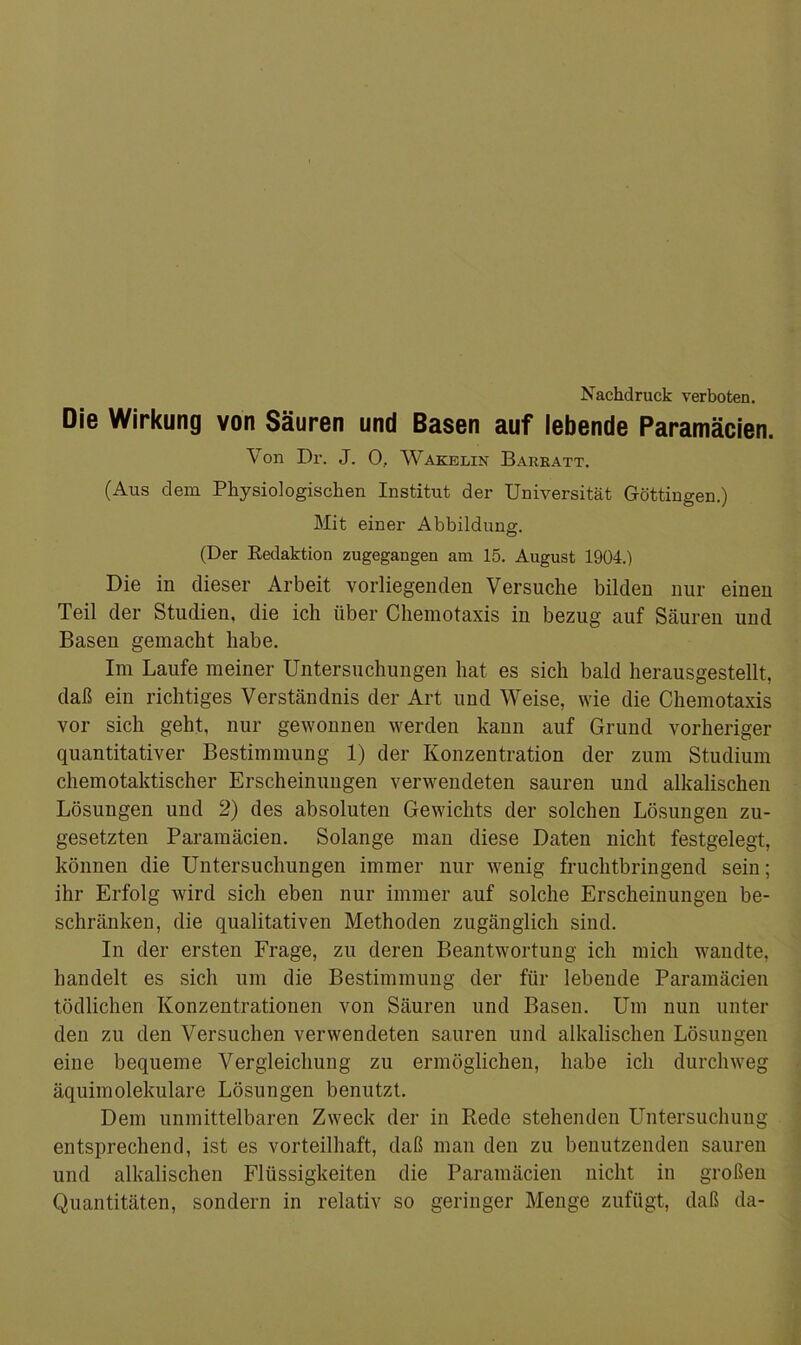 Nachdruck verboten.
Die Wirkung von Säuren und Basen auf lebende Paramäcien.
Von Dr. J. O, Wakelin Barratt.
(Aus dem Physiologischen Institut der Universität Göttingen.)
Mit einer Abbildung.
(Der Redaktion zugegangen am 15. August 1904.)
Die in dieser Arbeit vorliegenden Versuche bilden nur einen
Teil der Studien, die ich über Chemotaxis in bezug auf Säuren und
Basen gemacht habe.
Im Laufe meiner Untersuchungen hat es sich bald herausgestellt,
daß ein richtiges Verständnis der Art und Weise, wie die Chemotaxis
vor sich geht, nur gewonnen werden kann auf Grund vorheriger
quantitativer Bestimmung 1) der Konzentration der zum Studium
chemotaktischer Erscheinungen verwendeten sauren und alkalischen
Lösungen und 2) des absoluten Gewichts der solchen Lösungen zu-
gesetzten Paramäcien. Solange man diese Daten nicht festgelegt,
können die Untersuchungen immer nur wenig fruchtbringend sein;
ihr Erfolg wird sich eben nur immer auf solche Erscheinungen be-
schränken, die qualitativen Methoden zugänglich sind.
In der ersten Frage, zu deren Beantwortung ich mich wandte,
handelt es sich um die Bestimmung der für lebende Paramäcien
tödlichen Konzentrationen von Säuren und Basen. Um nun unter
den zu den Versuchen verwendeten sauren und alkalischen Lösungen
eine bequeme Vergleichung zu ermöglichen, habe ich durchweg
äquimolekulare Lösungen benutzt.
Dem unmittelbaren Zweck der in Rede stehenden Untersuchung
entsprechend, ist es vorteilhaft, daß man den zu benutzenden sauren
und alkalischen Flüssigkeiten die Paramäcien nicht in großen
Quantitäten, sondern in relativ so geringer Menge zufügt, daß da-